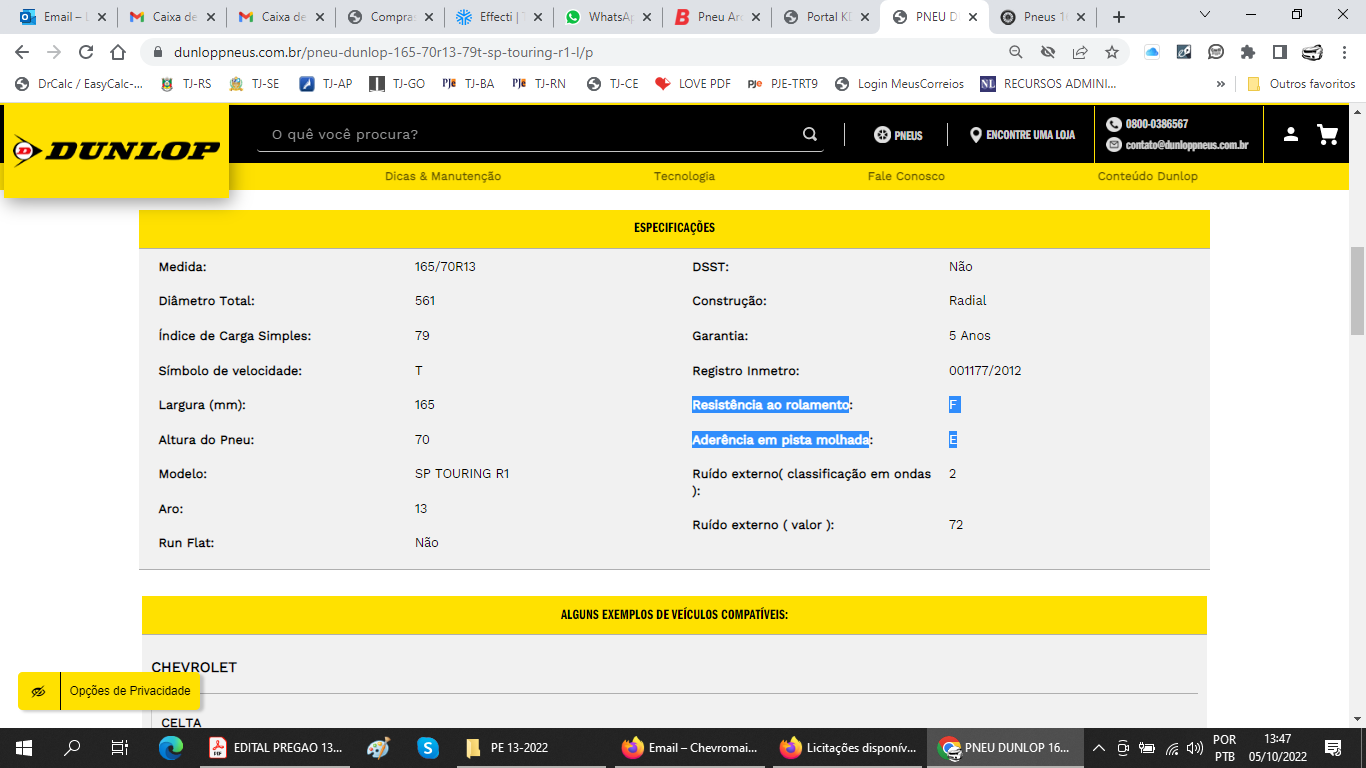 Email – L
Caixa de
Caixa de
Compras
Effecti | T
WhatsAp
Pneu Ar
Portal K
PNEU D
Pneus 1
dunloppneus.com.br/pneu-dunlop-165-70r13-79t-sp-touring-r1-l/p
DrCalc / EasyCalc-...
TJ-RS
TJ-SE
TJ-AP
TJ-GO
PJe TJ-BA
PJe TJ-RN
TJ-CE
LOVE PDF
PJe PJE-TRT9
Login MeusCorreios
NL RECURSOS ADMINI...
»
Outros favoritos
DUNLOP
O quê você procura?
PNEUS
ENCONTRE UMA LOJA
0800-0386567
contato@dunloppneus.com.br
Dicas & Manutenção
Tecnologia
Fale Conosco
Conteúdo Dunlop
ESPECIFICAÇÕES
Medida: 165/70R13
Diâmetro Total: 561
Índice de Carga Simples: 79
Símbolo de velocidade: T
Largura (mm): 165
Altura do Pneu: 70
Modelo: SP TOURING R1
Aro: 13
Run Flat: Não
DSST: Não
Construção: Radial
Garantia: 5 Anos
Registro Inmetro: 001177/2012
Resistência ao rolamento: F
Aderência em pista molhada: E
Ruído externo( classificação em ondas 2
):
Ruído externo ( valor ): 72
ALGUNS EXEMPLOS DE VEÍCULOS COMPATÍVEIS:
CHEVROLET
Opções de Privacidade
CELTA
EDITAL PREGAO 13...
PE 13-2022
Email – Chevromai...
Licitações disponív...
PNEU DUNLOP 16...
POR
PTB
13:47
05/10/2022